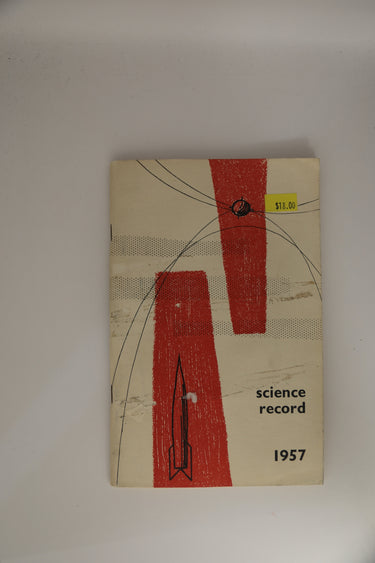 $18.00
science
record
1957